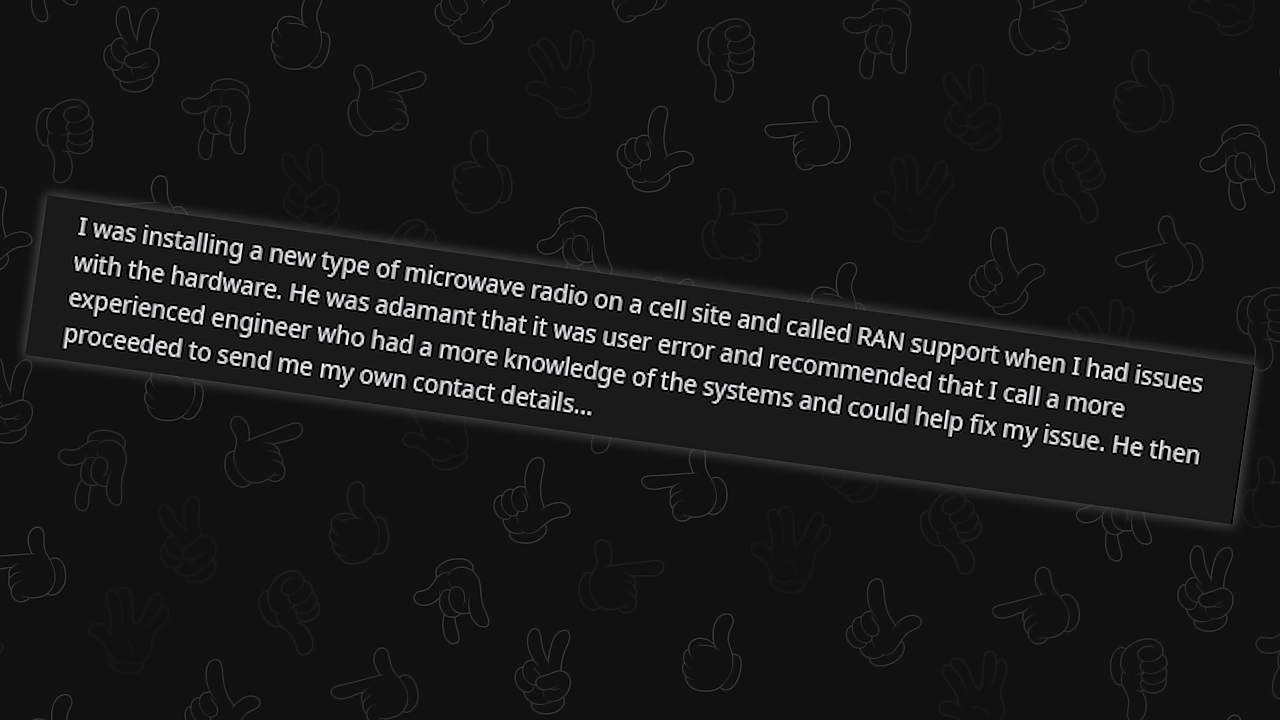 I was installing a new type of microwave radio on a cell site and called RAN support when I had issues
with the hardware. He was adamant that it was user error and recommended that I call a more
experienced engineer who had a more knowledge of the systems and could help fix my issue. He then
proceeded to send me my own contact details...